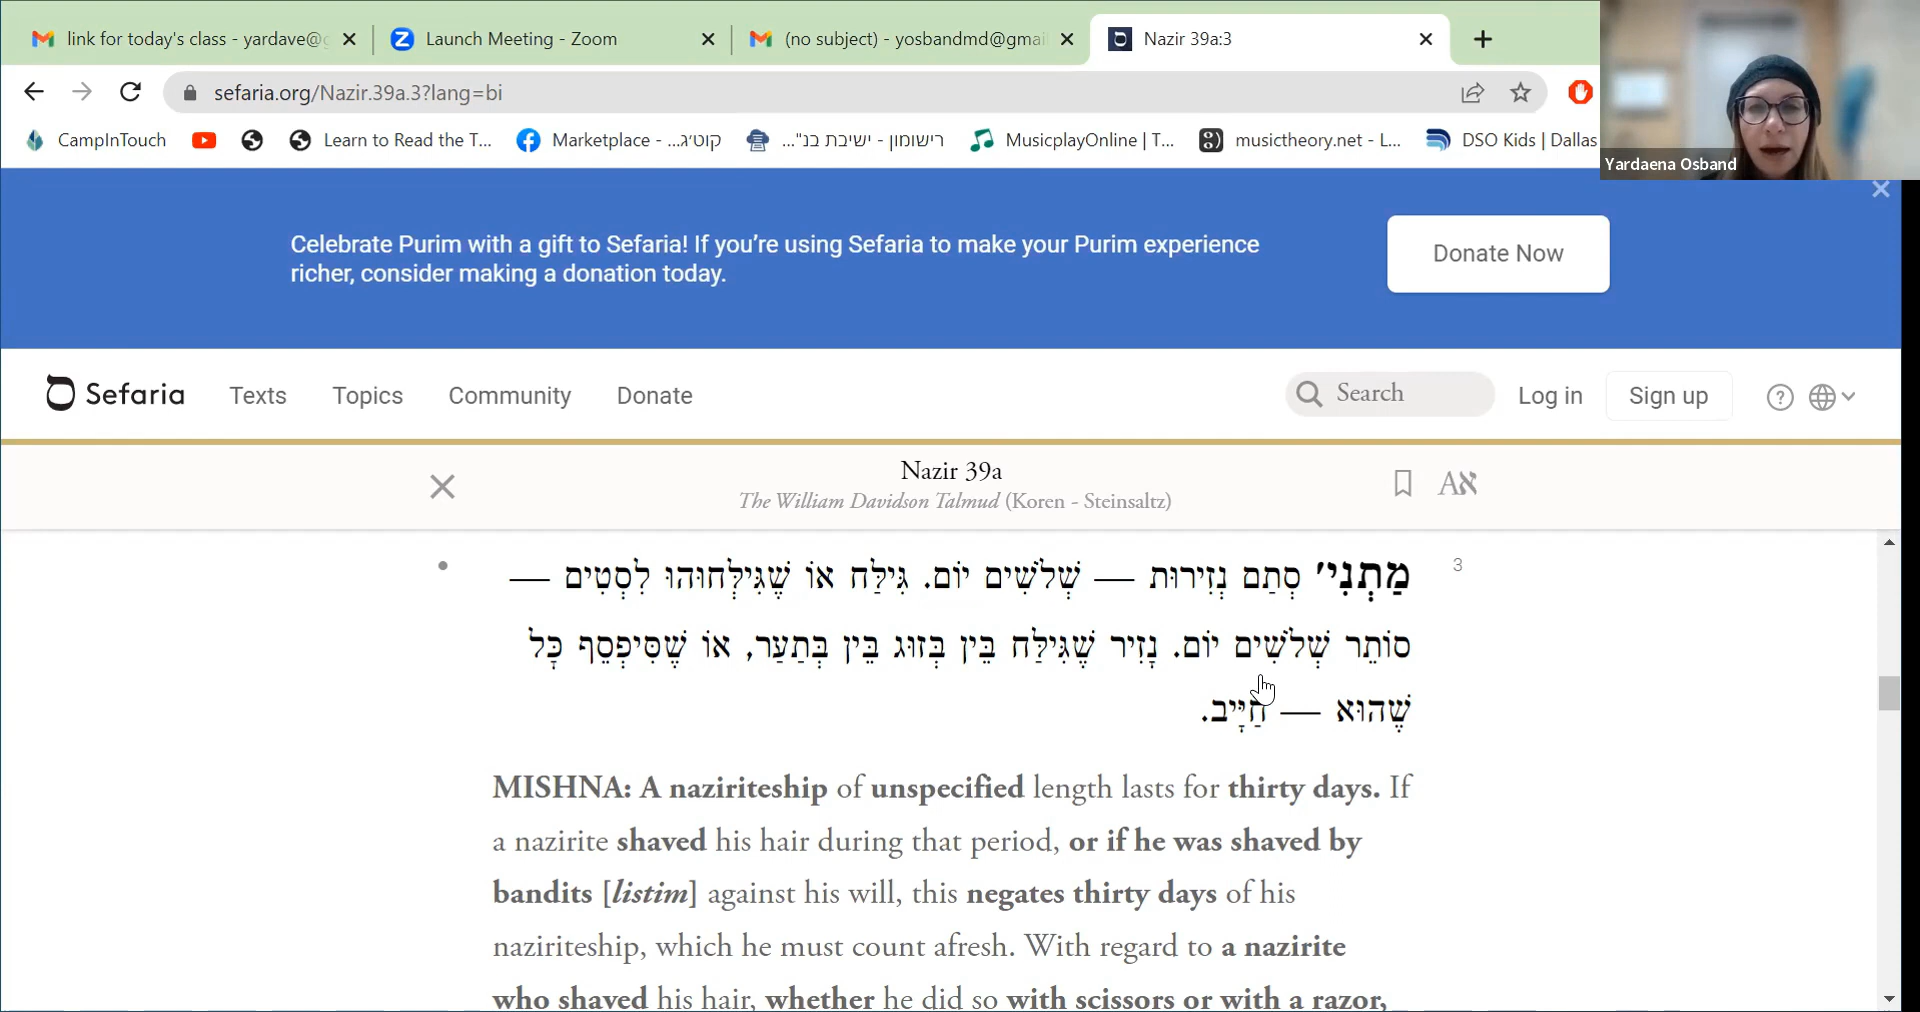 link for today's class - yardave@g
Launch Meeting - Zoom
(no subject) - yosbandmd@gmai
Nazir 39a:3
sefaria.org/Nazir.39a.3?lang=bi
CampInTouch
Learn to Read the T...
Marketplace - ...קוטי׳ג
רישומון - ישיבת בנ"...
MusicplayOnline | T...
musictheory.net - L...
DSO Kids | Dallas
Yardaena Osband
Celebrate Purim with a gift to Sefaria! If you're using Sefaria to make your Purim experience
richer, consider making a donation today.
Donate Now
Sefaria
Texts
Topics
Community
Donate
Search
Log in
Sign up
Nazir 39a
The William Davidson Talmud (Koren - Steinsaltz)
3
מַתְנִי׳ סְתַם נְזִירוּת — שְׁלֹשִׁים יוֹם. גִּילַּח אוֹ שֶׁגִּילְּחוּהוּ לִסְטִים —
סוֹתֵר שְׁלֹשִׁים יוֹם. נָזִיר שֶׁגִּילַּח בֵּין בְּזוּג בֵּין בְּתַעַר, אוֹ שֶׁסִּיפְסֵף כׇּל
שֶׁהוּא — חַיָּיב.
MISHNA: A naziriteship of unspecified length lasts for thirty days. If
a nazirite shaved his hair during that period, or if he was shaved by
bandits [listim] against his will, this negates thirty days of his
naziriteship, which he must count afresh. With regard to a nazirite
who shaved his hair, whether he did so with scissors or with a razor,